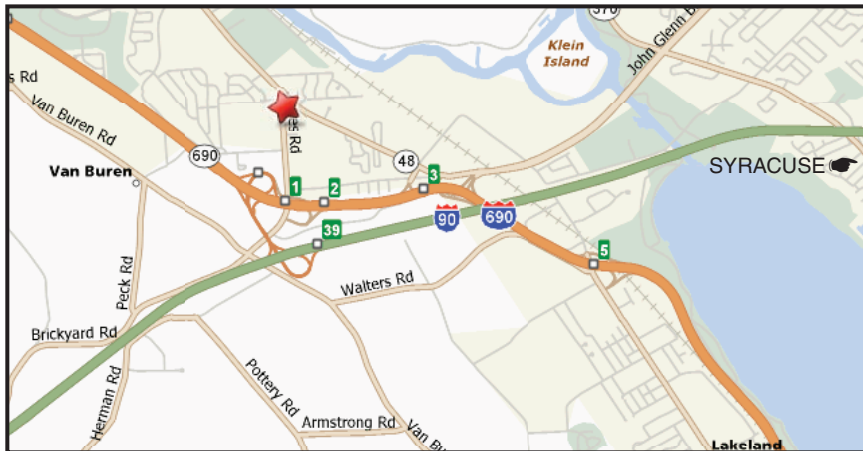 370
Klein
Island
John Glenn B
s Rd
Van Buren Rd
es Rd
690
48
Van Buren
SYRACUSE
1
2
3
90
690
39
5
Peck Rd
Walters Rd
Brickyard Rd
Herman Rd
Pottery Rd
Armstrong Rd
Van Bu
Lakeland